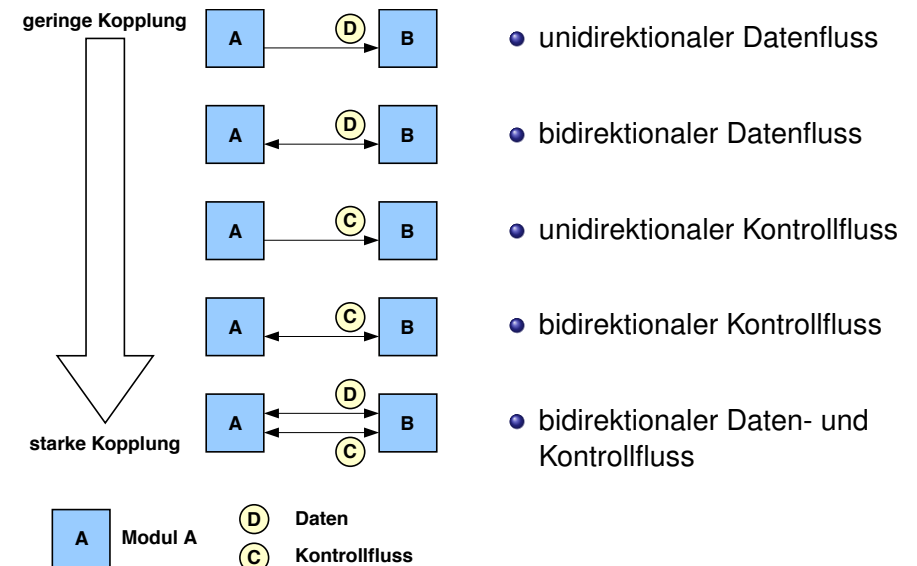 geringe Kopplung
A D B
unidirektionaler Datenfluss
A D B
bidirektionaler Datenfluss
A C B
unidirektionaler Kontrollfluss
A C B
bidirektionaler Kontrollfluss
A D B
C
bidirektionaler Daten- und
Kontrollfluss
starke Kopplung
A Modul A
D Daten
C Kontrollfluss